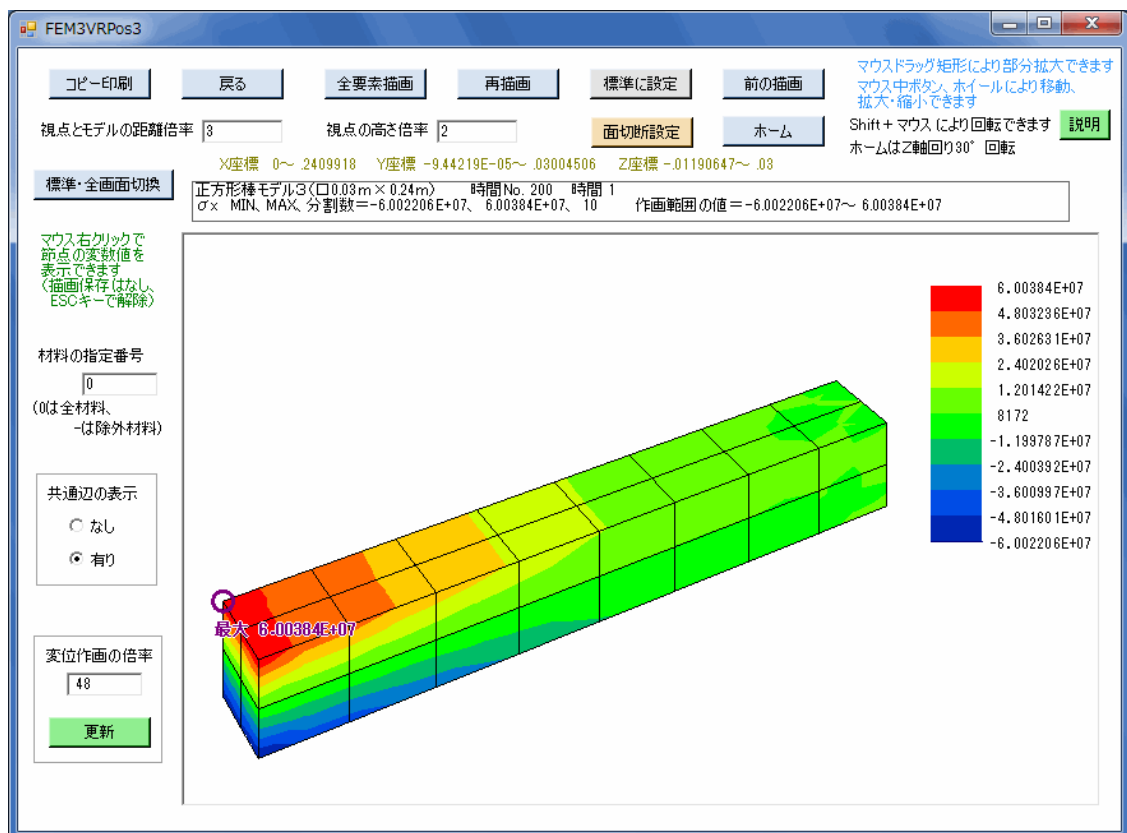 FEM3VRPos3
コピー印刷
戻る
全要素描画
再描画
標準に設定
前の描画
マウスドラッグ矩形により部分拡大できます
マウス中ボタン、ホイールにより移動、
拡大・縮小できます
視点とモデルの距離倍率 3
視点の高さ倍率 2
面切断設定
ホーム
Shift+マウスにより回転できます
説明
ホームはZ軸回り30° 回転
X座標 0～ .2409918 Y座標 -9.44219E-05～ .03004506 Z座標 -.01190647～ .03
標準・全画面切換
正方形棒モデル3(口0.03m×0.24m) 時間No. 200 時間 1
σx MIN、MAX、分割数=-6.002206E+07、 6.00384E+07、 10 作画範囲の値=-6.002206E+07～ 6.00384E+07
マウス右クリックで
節点の変数値を
表示できます
(描画保存はなし、
ESCキーで解除)
材料の指定番号
0
(0は全材料、
-は除外材料)
共通辺の表示
なし
有り
変位作画の倍率
48
更新
最大 6.00384E+07
6.00384E+07
4.803236E+07
3.602631E+07
2.402026E+07
1.201422E+07
8172
-1.199787E+07
-2.400392E+07
-3.600997E+07
-4.801601E+07
-6.002206E+07